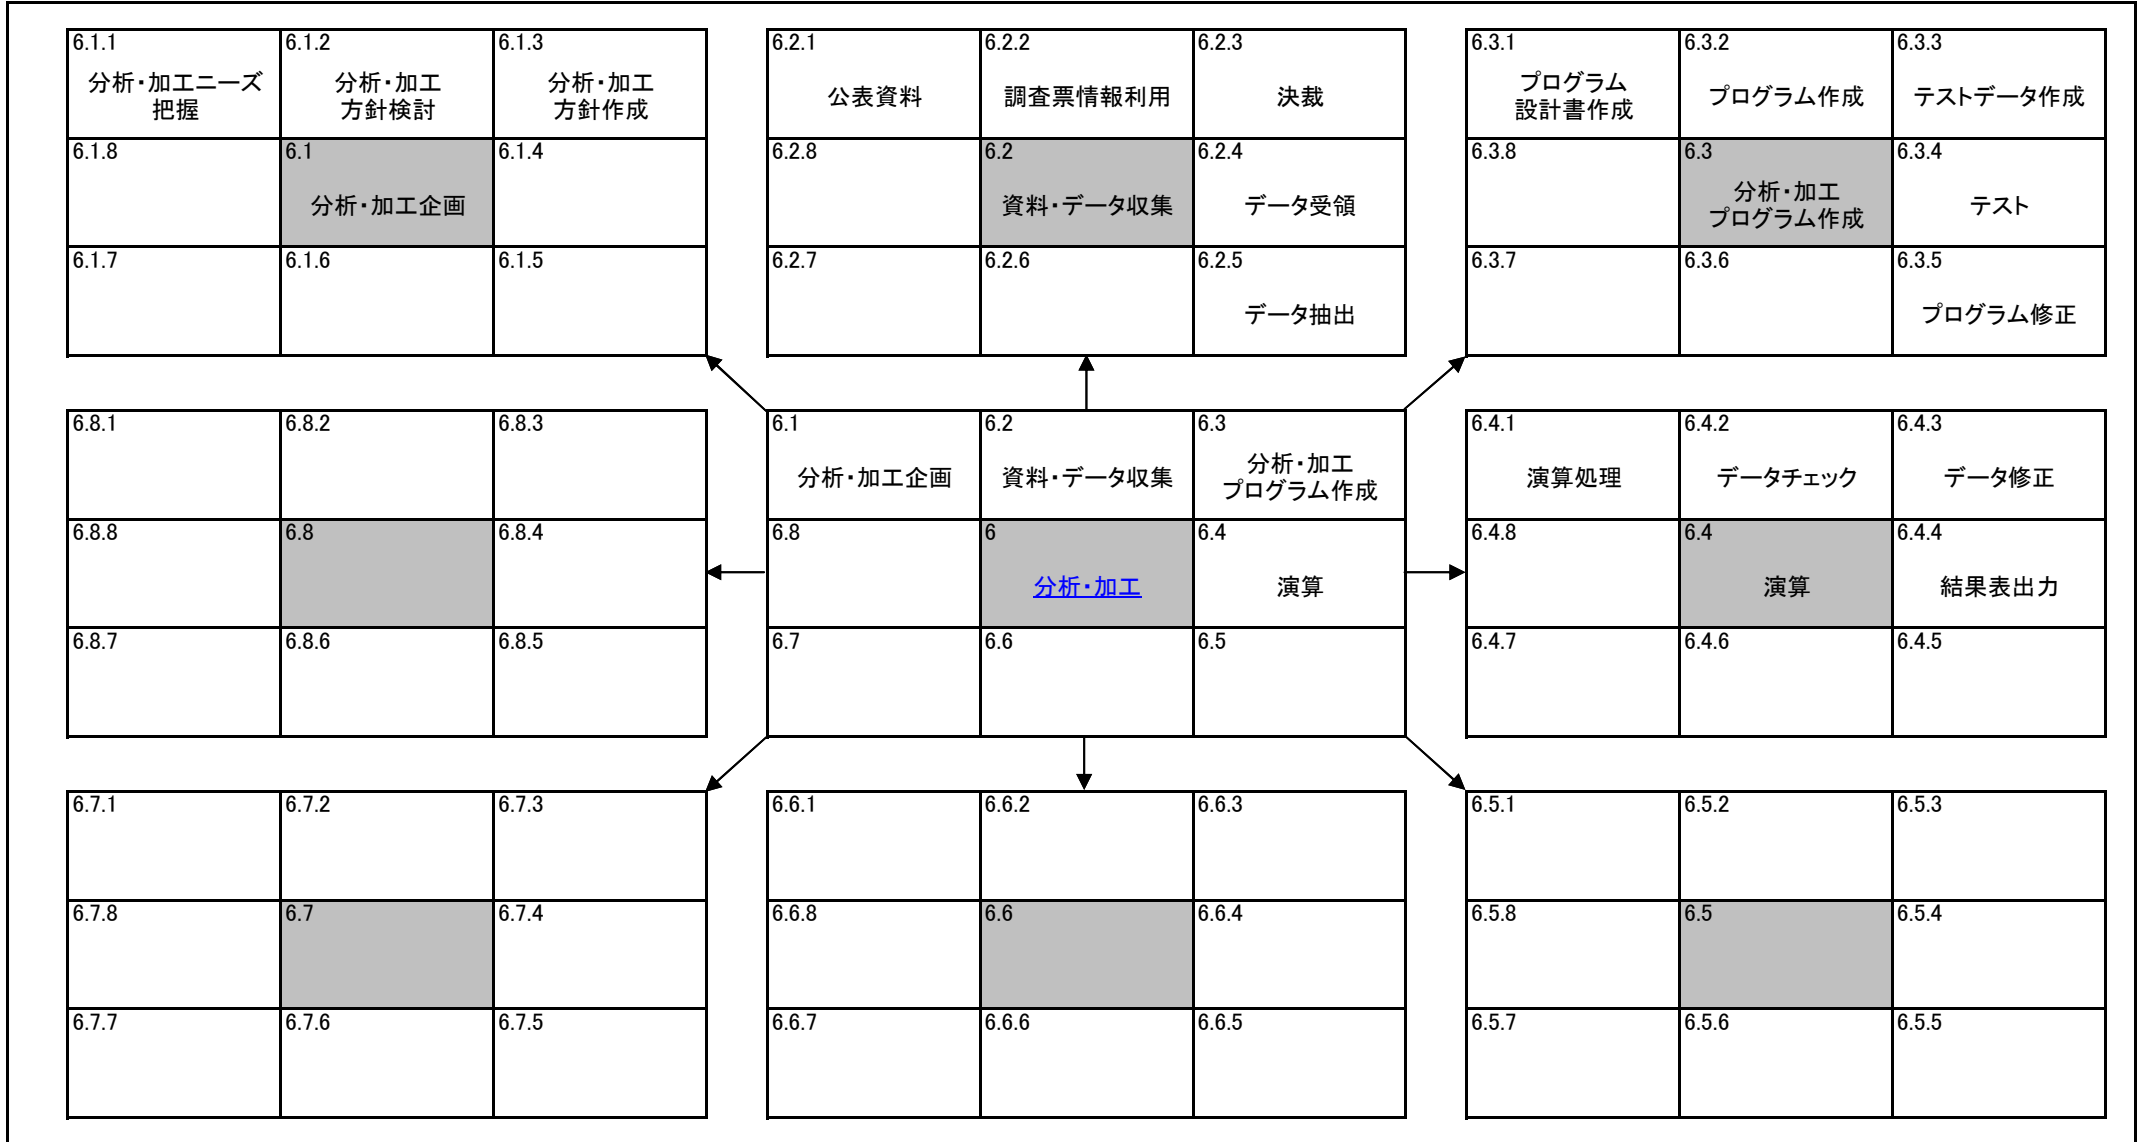 6.1.1
分析・加工ニーズ
把握
6.1.2
分析・加工
方針検討
6.1.3
分析・加工
方針作成
6.1.8
6.1
分析・加工企画
6.1.4
6.1.7
6.1.6
6.1.5
6.2.1
公表資料
6.2.2
調査票情報利用
6.2.3
決裁
6.2.8
6.2
資料・データ収集
6.2.4
データ受領
6.2.7
6.2.6
6.2.5
データ抽出
6.3.1
プログラム
設計書作成
6.3.2
プログラム作成
6.3.3
テストデータ作成
6.3.8
6.3
分析・加工
プログラム作成
6.3.4
テスト
6.3.7
6.3.6
6.3.5
プログラム修正
6.8.1
6.8.2
6.8.3
6.8.8
6.8
6.8.4
6.8.7
6.8.6
6.8.5
6.1
分析・加工企画
6.2
資料・データ収集
6.3
分析・加工
プログラム作成
6.8
6
分析・加工
6.4
演算
6.7
6.6
6.5
6.4.1
演算処理
6.4.2
データチェック
6.4.3
データ修正
6.4.8
6.4
演算
6.4.4
結果表出力
6.4.7
6.4.6
6.4.5
6.7.1
6.7.2
6.7.3
6.7.8
6.7
6.7.4
6.7.7
6.7.6
6.7.5
6.6.1
6.6.2
6.6.3
6.6.8
6.6
6.6.4
6.6.7
6.6.6
6.6.5
6.5.1
6.5.2
6.5.3
6.5.8
6.5
6.5.4
6.5.7
6.5.6
6.5.5